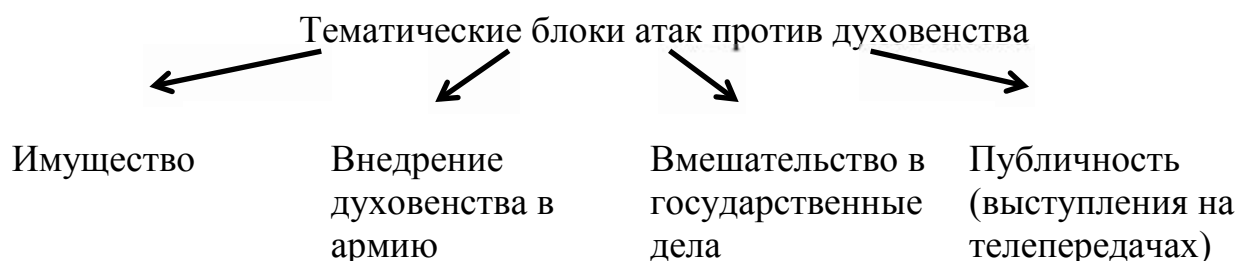 Тематические блоки атак против духовенства
Имущество
Внедрение
духовенства в
армию
Вмешательство в
государственные
дела
Публичность
(выступления на
телепередачах)